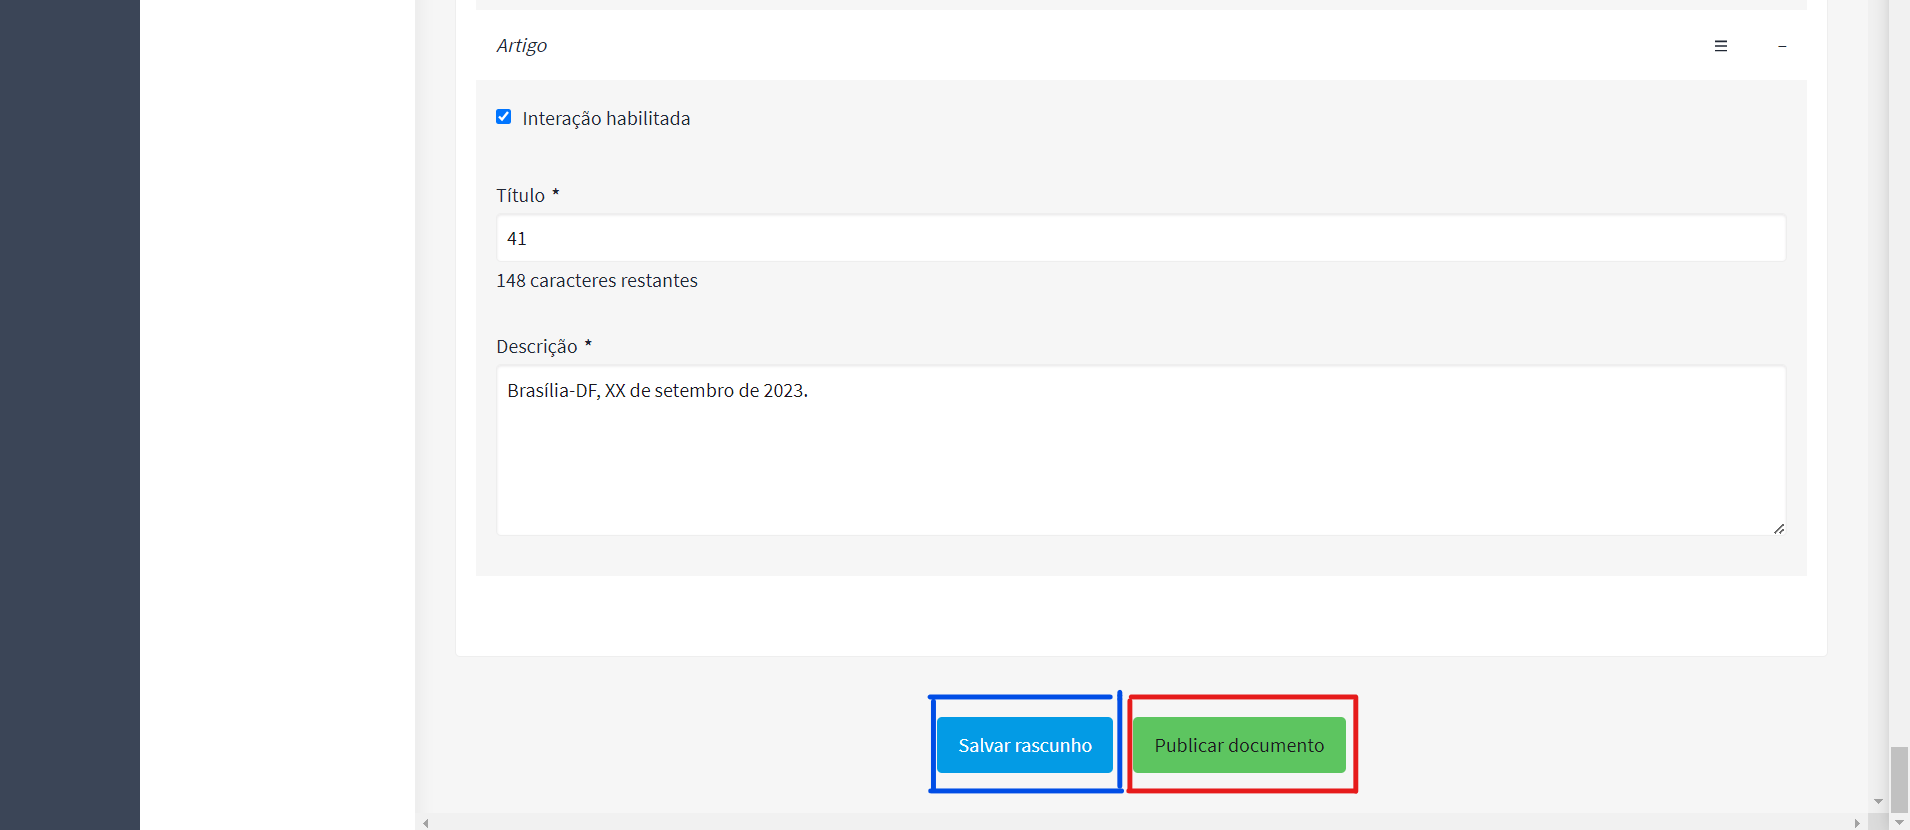 Artigo
Interação habilitada
Título *
41
148 caracteres restantes
Descrição *
Brasília-DF, XX de setembro de 2023.
Salvar rascunho
Publicar documento